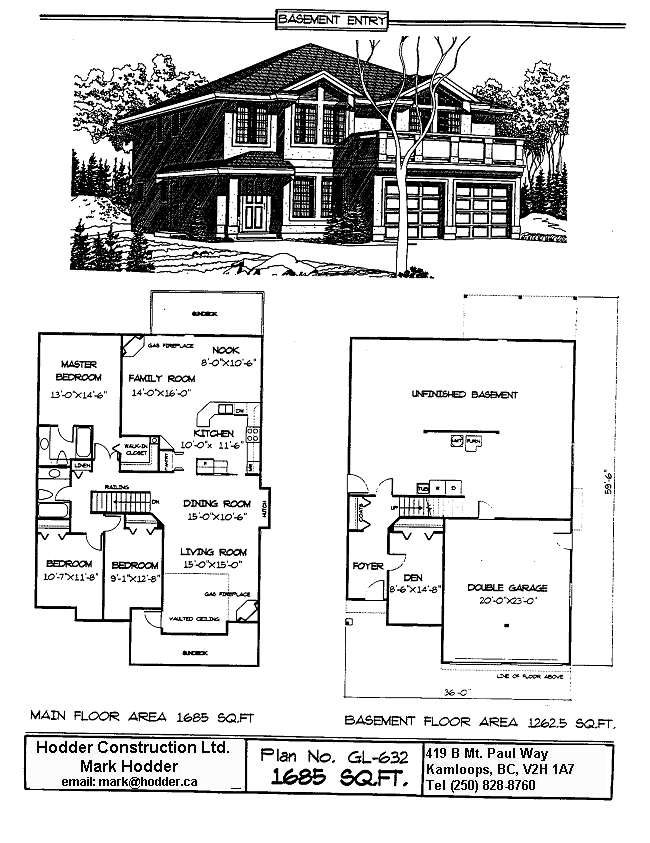 BASEMENT ENTRY
SUNDECK
GAS FIREPLACE
NOOK
8'-0"X10'-6"
MASTER
BEDROOM
13'-0"X14'-6"
FAMILY ROOM
14'-0"X16'-0"
DW
KITCHEN
10'-0"X 11'-6"
WALK-IN
CLOSET
PANTRY
LINEN
RAILING
DN
DINING ROOM
15'-0"X10'-6"
HUTCH
LIVING ROOM
15'-0"X15'-0"
BEDROOM
10'-7"X11'-8"
BEDROOM
9'-1"X12'-8"
GAS FIREPLACE
VAULTED CEILING
SUNDECK
MAIN FLOOR AREA 1685 SQ.FT
UNFINISHED BASEMENT
HWT
FURN.
TUB
W
D
UP
COATS
FOYER
DEN
8'-6"X14'-8"
DOUBLE GARAGE
20'-0"X23'-0"
LINE OF FLOOR ABOVE
59'-6"
36'-0"
BASEMENT FLOOR AREA 1262.5 SQ.FT.
Hodder Construction Ltd.
Mark Hodder
email: mark@hodder.ca
Plan No. GL-632
1685 SQ.FT.
419 B Mt. Paul Way
Kamloops, BC, V2H 1A7
Tel (250) 828-8760